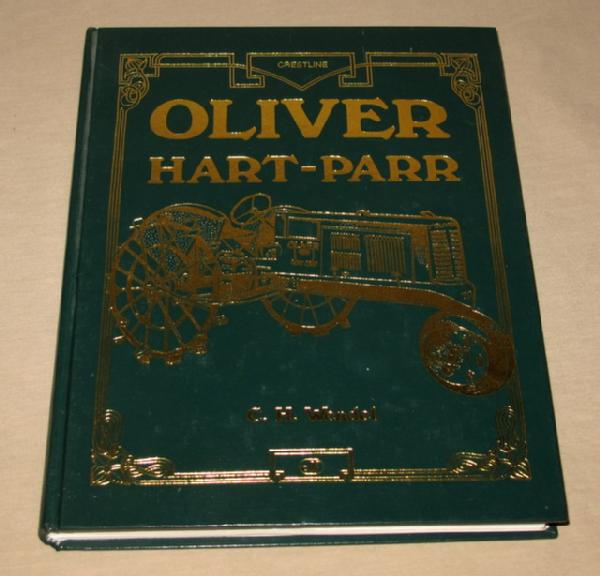 CRESTLINE
OLIVER
HART-PARR
C. H. Wendel